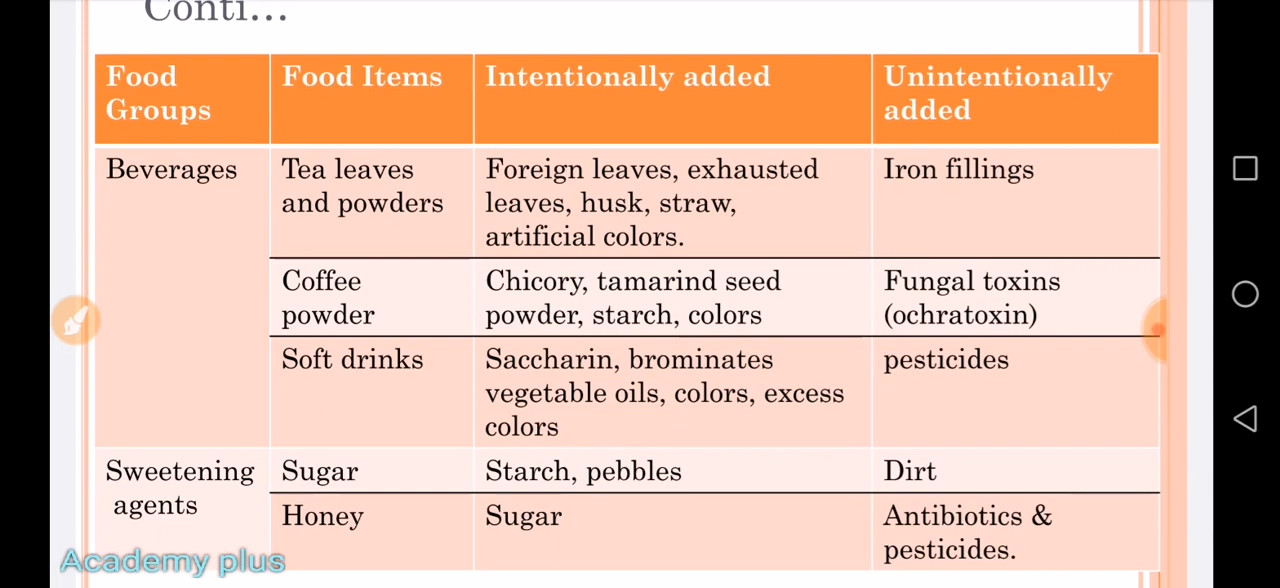 Conti...
Food Groups | Food Items | Intentionally added | Unintentionally added
Beverages | Tea leaves and powders | Foreign leaves, exhausted leaves, husk, straw, artificial colors. | Iron fillings
Coffee powder | Chicory, tamarind seed powder, starch, colors | Fungal toxins (ochratoxin)
Soft drinks | Saccharin, brominates vegetable oils, colors, excess colors | pesticides
Sweetening agents | Sugar | Starch, pebbles | Dirt
Honey | Sugar | Antibiotics & pesticides.
Academy plus